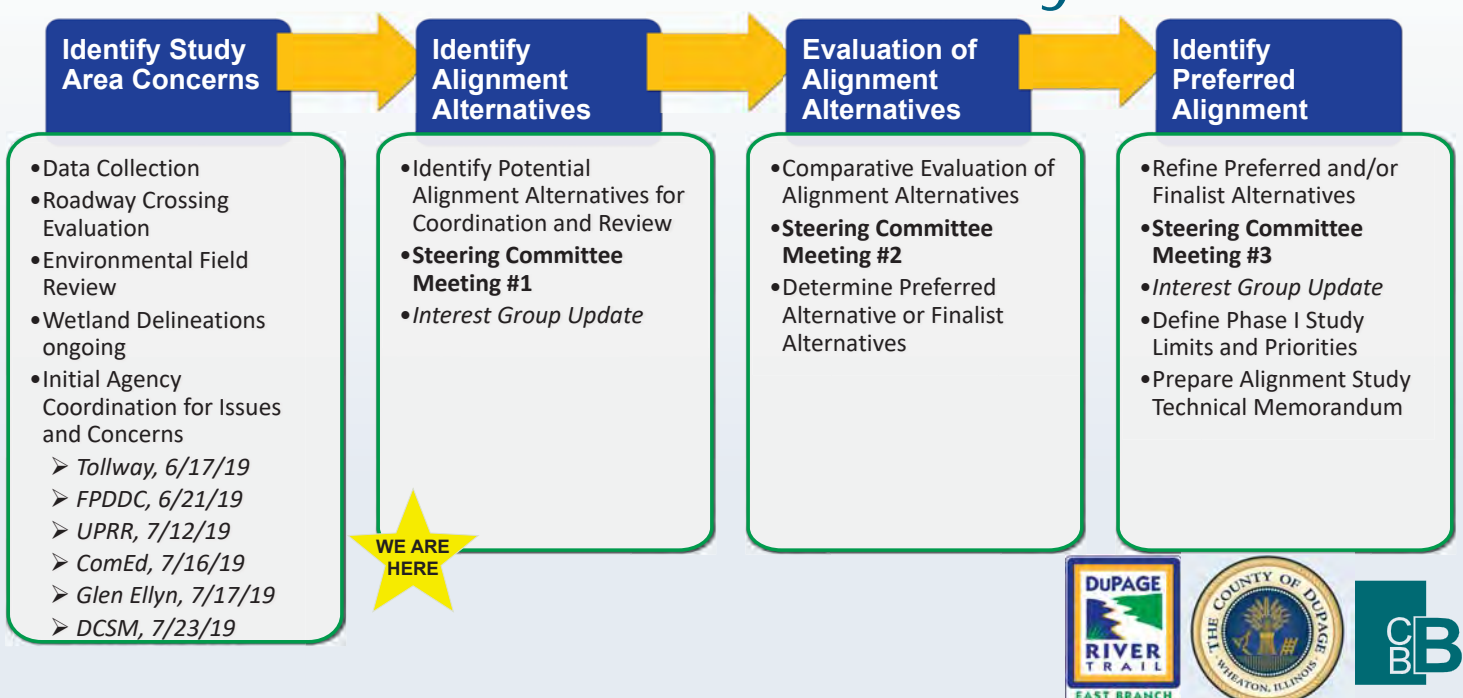 Identify Study
Area Concerns
•Data Collection
•Roadway Crossing
Evaluation
•Environmental Field
Review
•Wetland Delineations
ongoing
•Initial Agency
Coordination for Issues
and Concerns
➢ Tollway, 6/17/19
➢ FPDDC, 6/21/19
➢ UPRR, 7/12/19
➢ ComEd, 7/16/19
➢ Glen Ellyn, 7/17/19
➢ DCSM, 7/23/19
Identify
Alignment
Alternatives
•Identify Potential
Alignment Alternatives for
Coordination and Review
•Steering Committee
Meeting #1
•Interest Group Update
WE ARE
HERE
Evaluation of
Alignment
Alternatives
•Comparative Evaluation of
Alignment Alternatives
•Steering Committee
Meeting #2
•Determine Preferred
Alternative or Finalist
Alternatives
Identify
Preferred
Alignment
•Refine Preferred and/or
Finalist Alternatives
•Steering Committee
Meeting #3
•Interest Group Update
•Define Phase I Study
Limits and Priorities
•Prepare Alignment Study
Technical Memorandum
DUPAGE
RIVER
TRAIL
EAST BRANCH
THE COUNTY OF DUPAGE
WHEATON, ILLINOIS
CBB